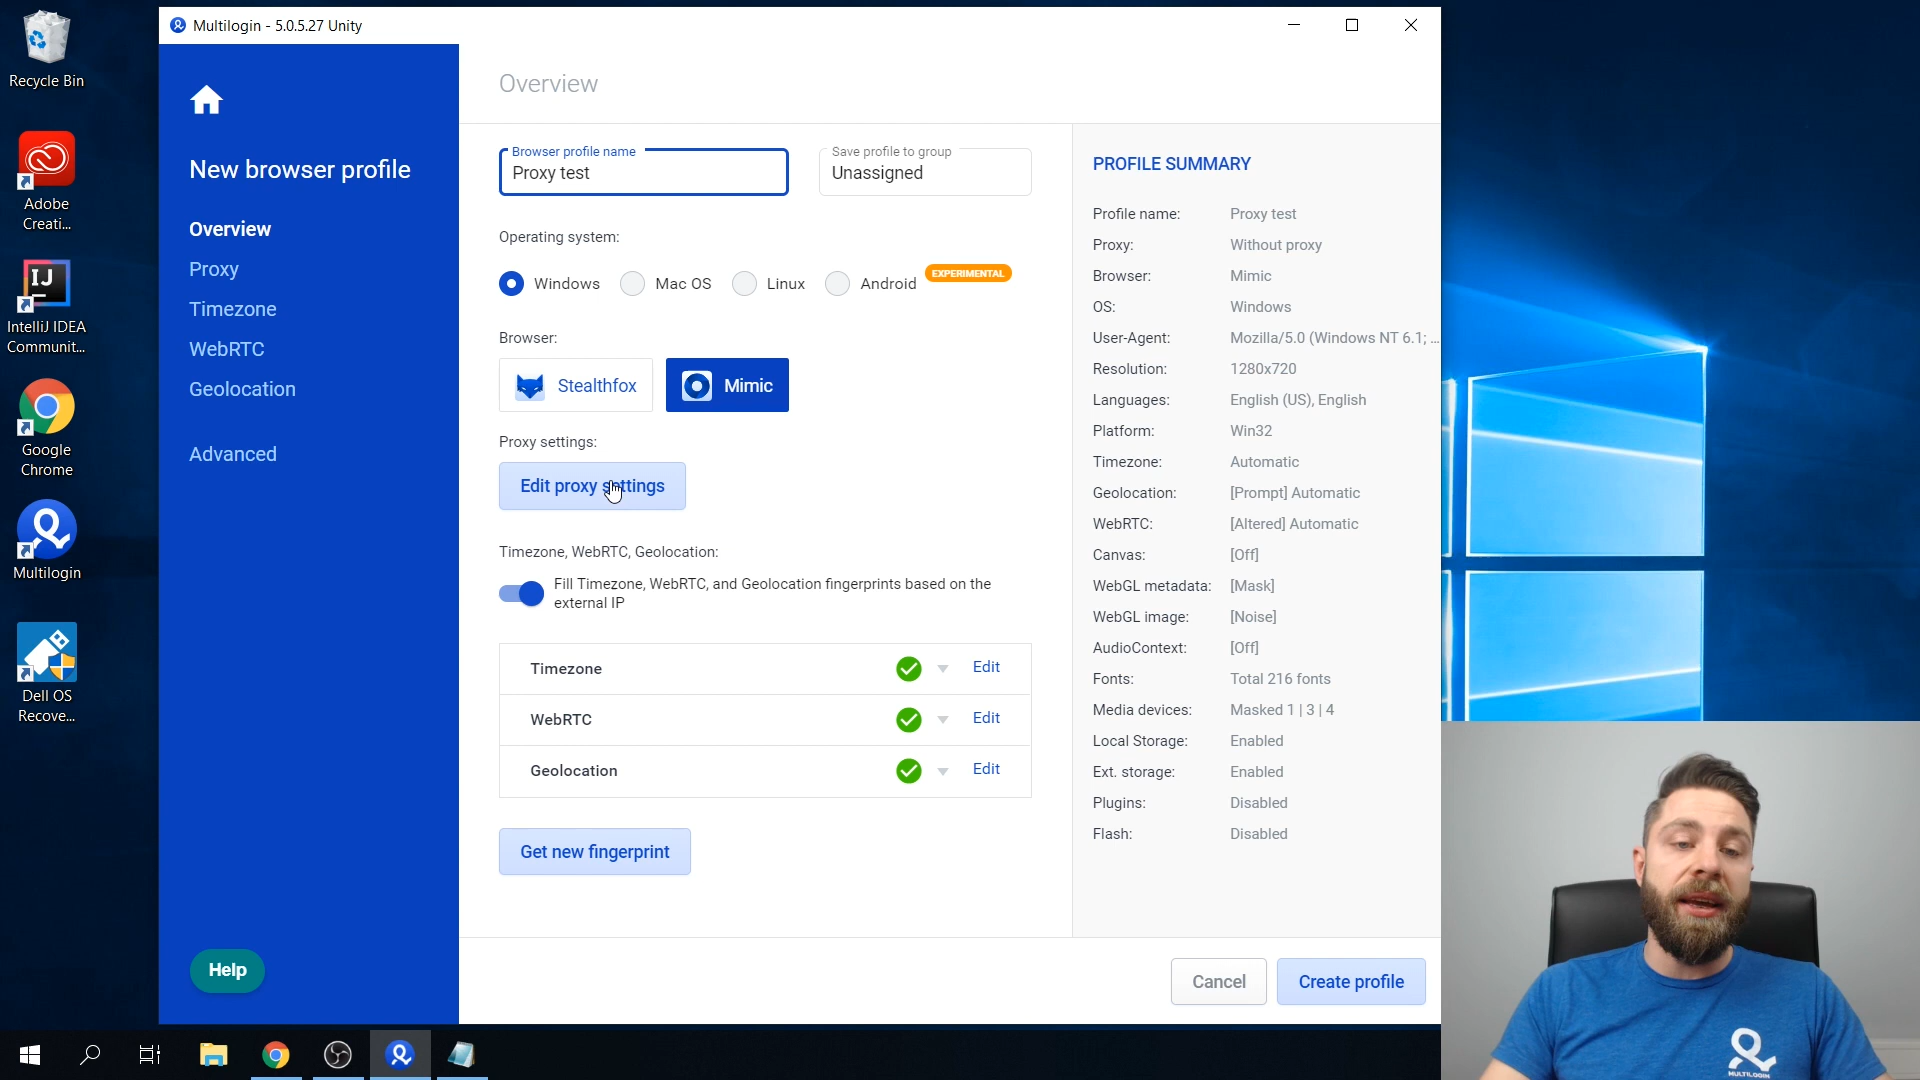 Recycle Bin
Adobe
Creati...
IntelliJ IDEA
Communit...
Google
Chrome
Multilogin
Dell OS
Recove...
Multilogin - 5.0.5.27 Unity
New browser profile
Overview
Proxy
Timezone
WebRTC
Geolocation
Advanced
Help
Overview
Browser profile name
Proxy test
Save profile to group
Unassigned
Operating system:
Windows
Mac OS
Linux
Android
EXPERIMENTAL
Browser:
Stealthfox
Mimic
Proxy settings:
Edit proxy settings
Timezone, WebRTC, Geolocation:
Fill Timezone, WebRTC, and Geolocation fingerprints based on the
external IP
Timezone Edit
WebRTC Edit
Geolocation Edit
Get new fingerprint
PROFILE SUMMARY
Profile name: Proxy test
Proxy: Without proxy
Browser: Mimic
OS: Windows
User-Agent: Mozilla/5.0 (Windows NT 6.1; ...
Resolution: 1280x720
Languages: English (US), English
Platform: Win32
Timezone: Automatic
Geolocation: [Prompt] Automatic
WebRTC: [Altered] Automatic
Canvas: [Off]
WebGL metadata: [Mask]
WebGL image: [Noise]
AudioContext: [Off]
Fonts: Total 216 fonts
Media devices: Masked 1 | 3 | 4
Local Storage: Enabled
Ext. storage: Enabled
Plugins: Disabled
Flash: Disabled
Cancel
Create profile
IJ
MULTILOGIN